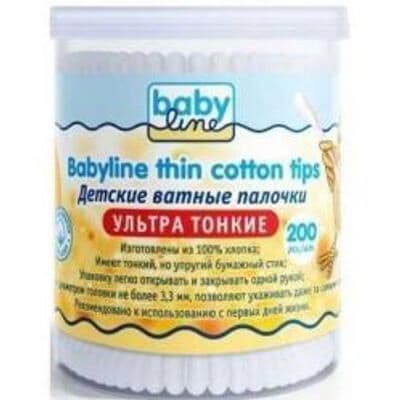 baby
line
Babyline thin cotton tips
Детские ватные палочки
УЛЬТРА ТОНКИЕ
200
Изготовлены из 100% хлопка;
Имеют тонкий, но упругий бумажный стик;
Упаковку легко открывать и закрывать одной рукой;
головки не более 3,3 мм, позволяют ухаживать даже за
Рекомендовано к использованию с первых дней жизни.